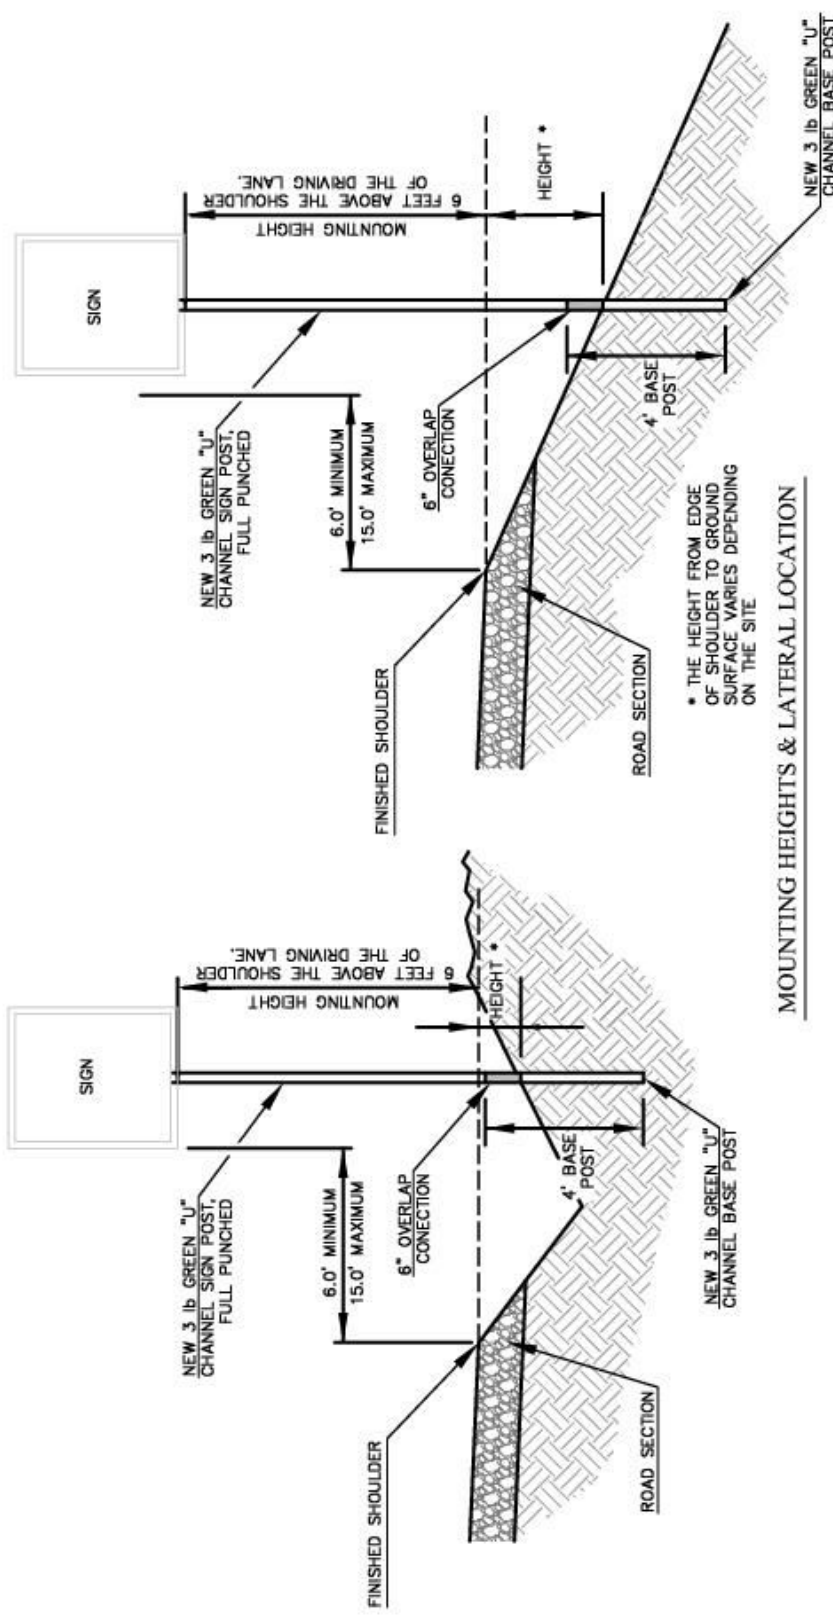 SIGN
NEW 3 lb GREEN "U"
CHANNEL SIGN POST,
FULL PUNCHED
MOUNTING HEIGHT
6 FEET ABOVE THE SHOULDER
OF THE DRIVING LANE.
6.0' MINIMUM
15.0' MAXIMUM
FINISHED SHOULDER
6" OVERLAP
CONECTION
HEIGHT *
4' BASE
POST
ROAD SECTION
NEW 3 lb GREEN "U"
CHANNEL BASE POST
SIGN
NEW 3 lb GREEN "U"
CHANNEL SIGN POST,
FULL PUNCHED
MOUNTING HEIGHT
6 FEET ABOVE THE SHOULDER
OF THE DRIVING LANE.
6.0' MINIMUM
15.0' MAXIMUM
FINISHED SHOULDER
6" OVERLAP
CONECTION
HEIGHT *
4' BASE
POST
ROAD SECTION
NEW 3 lb GREEN "U"
CHANNEL BASE POST
* THE HEIGHT FROM EDGE
OF SHOULDER TO GROUND
SURFACE VARIES DEPENDING
ON THE SITE
MOUNTING HEIGHTS & LATERAL LOCATION